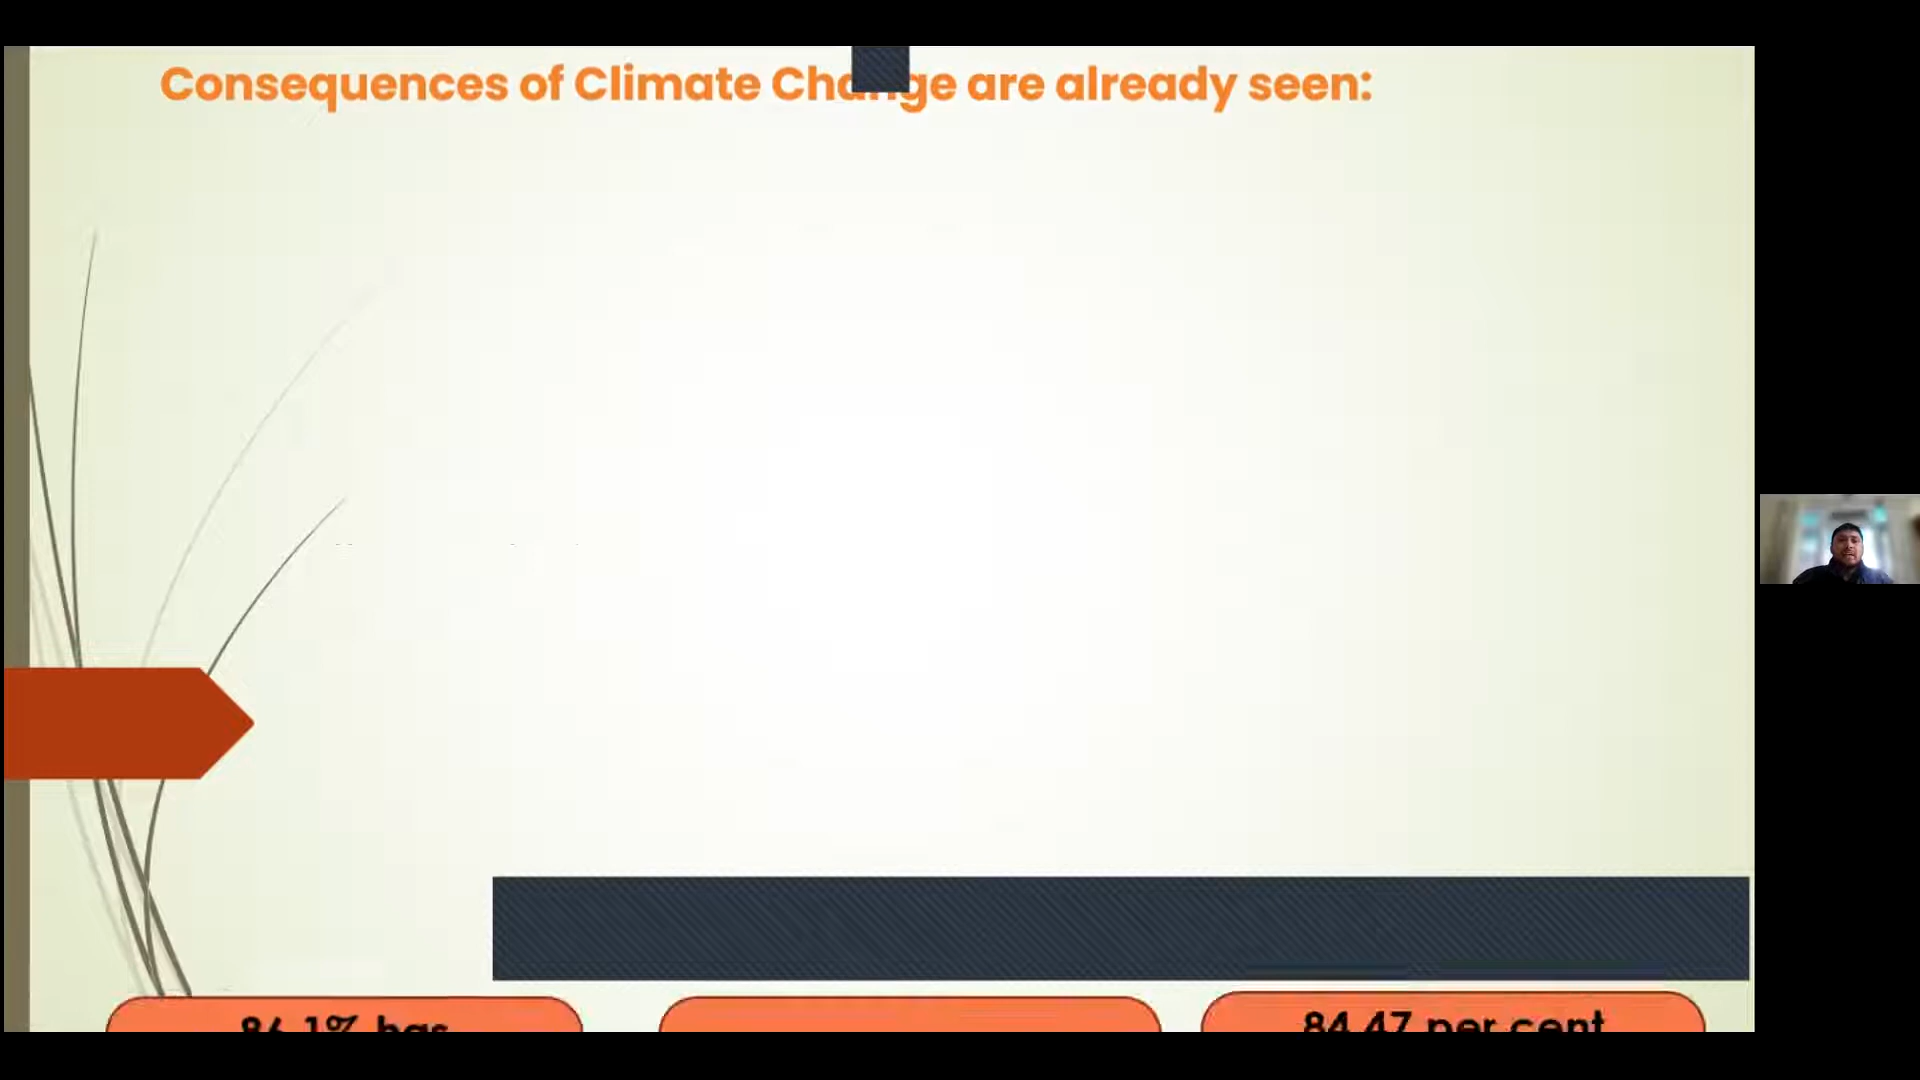 Consequences of Climate Change are already seen:
86.1% has
84.47 per cent